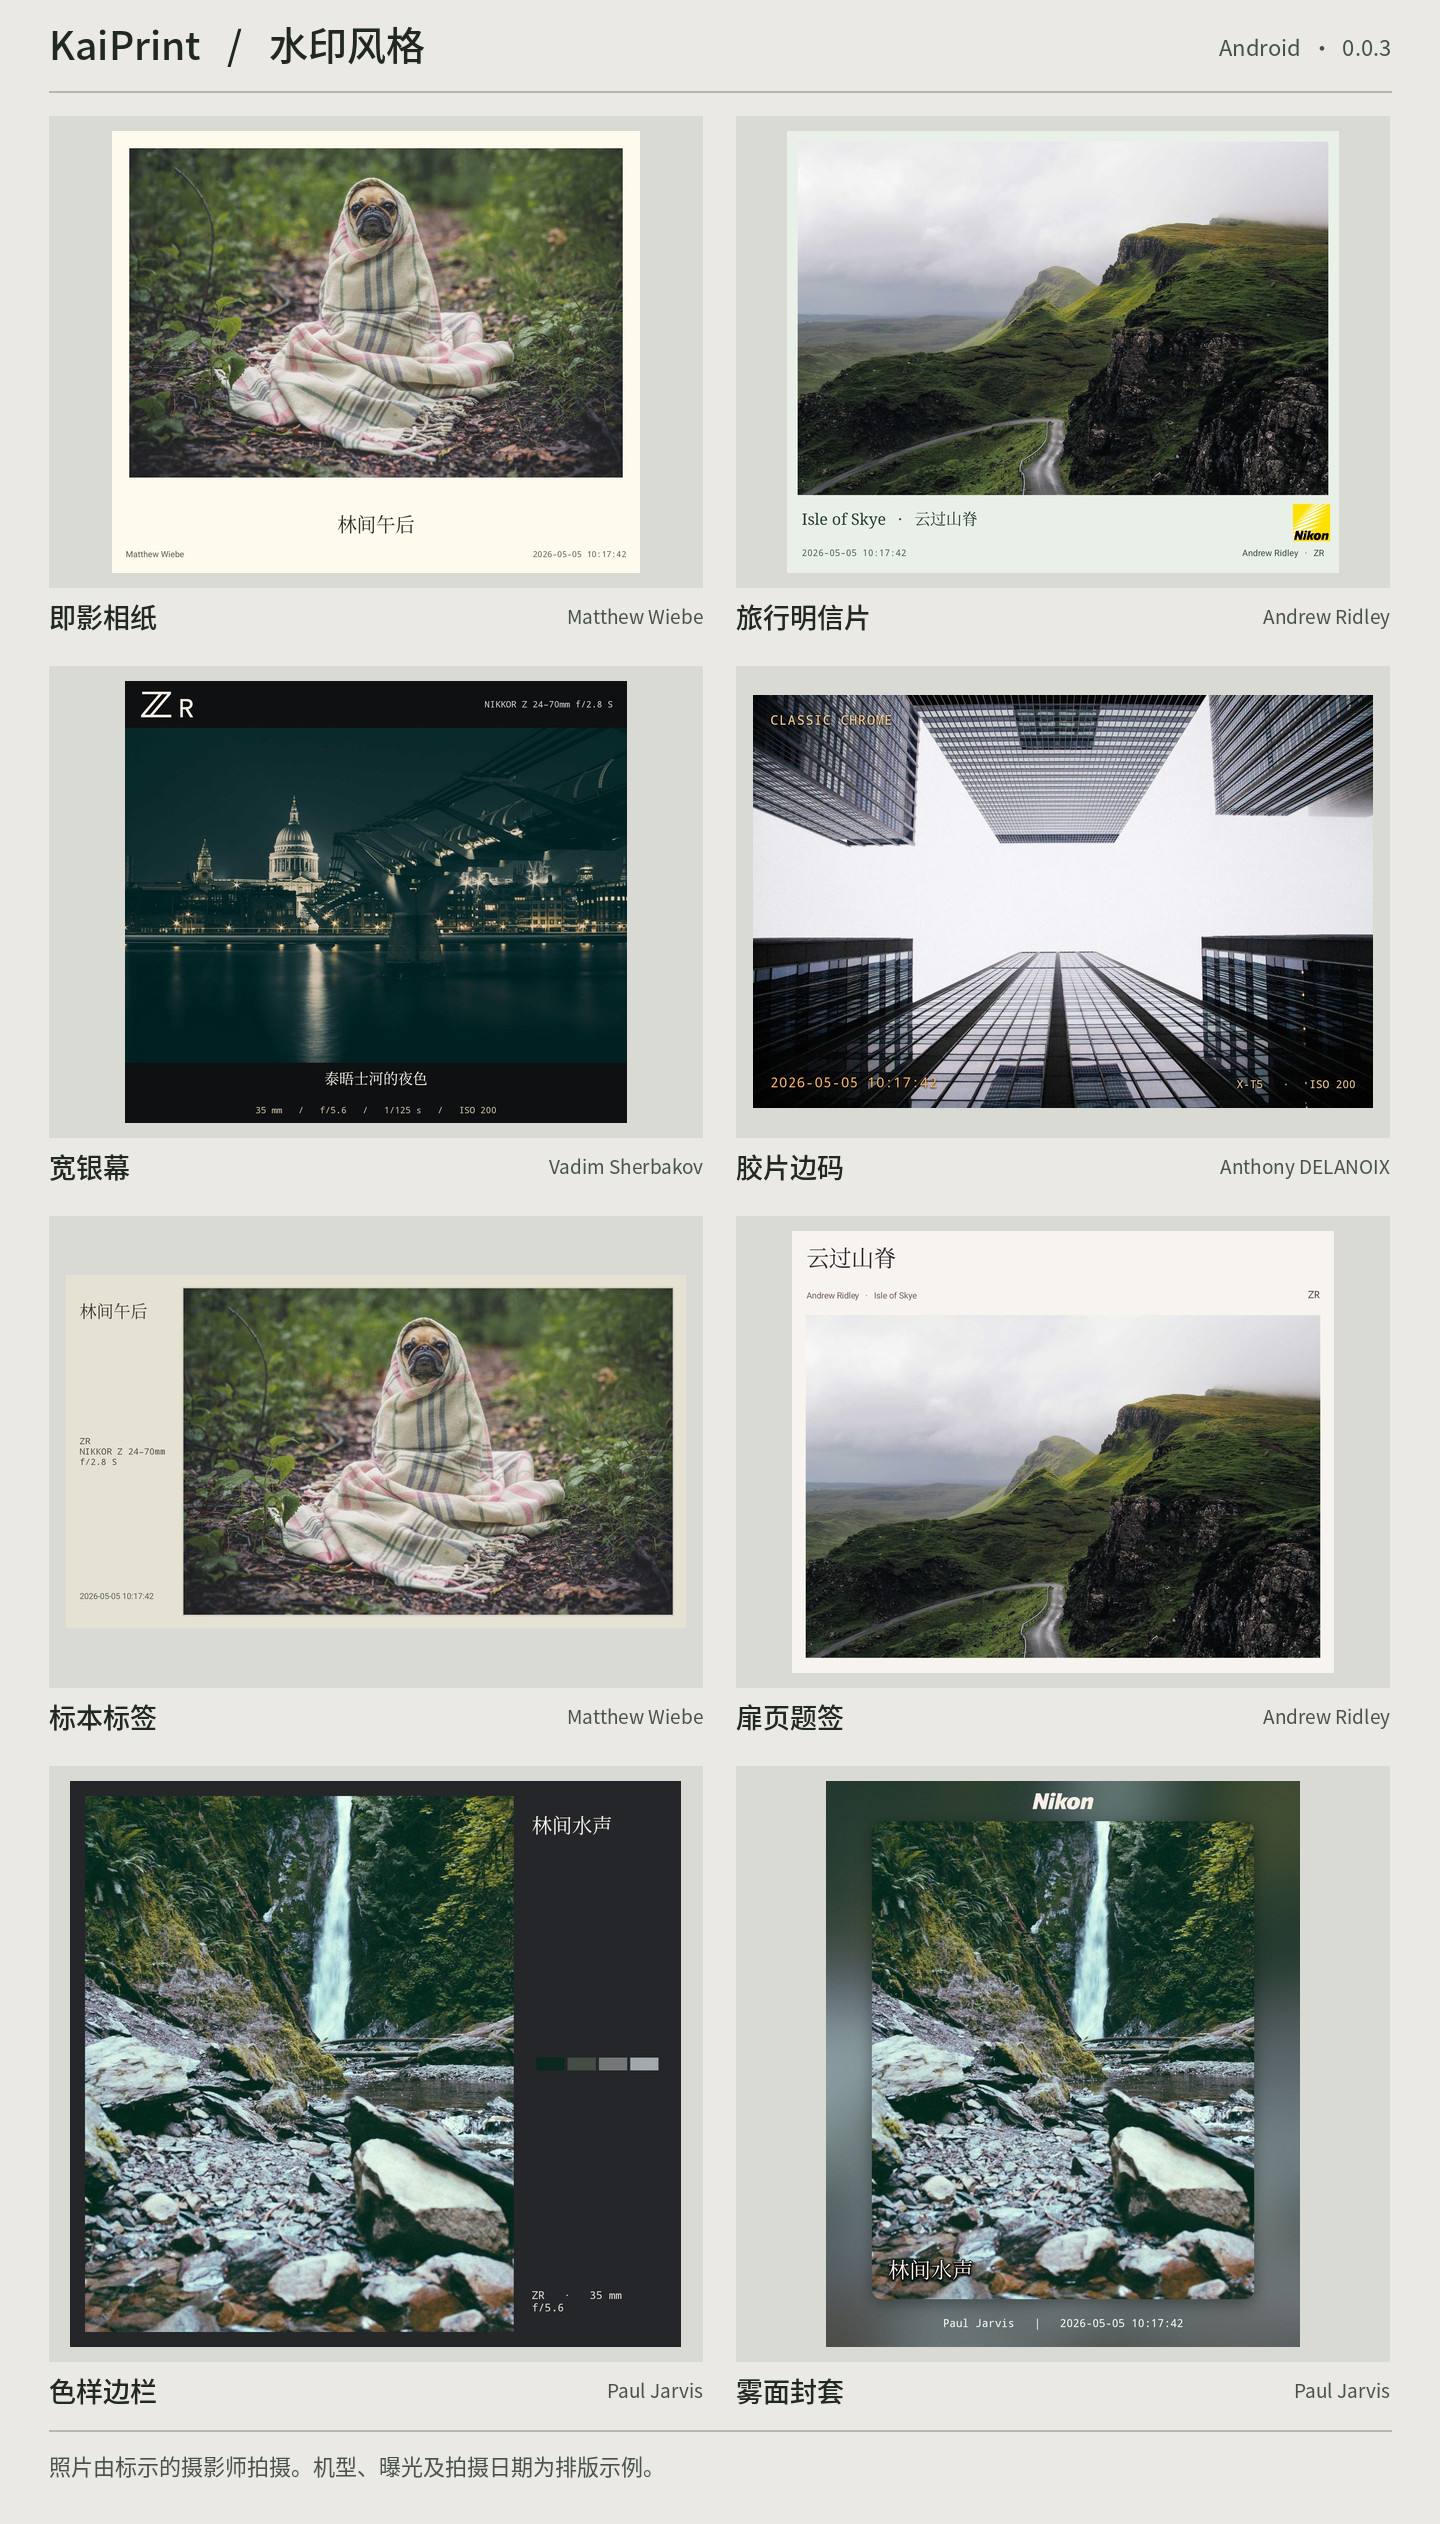 KaiPrint / 水印风格
Android · 0.0.3
林间午后
Matthew Wiebe
2026-05-05 10:17:42
Isle of Skye · 云过山脊
Nikon
2026-05-05 10:17:42
Andrew Ridley · ZR
即影相纸
Matthew Wiebe
旅行明信片
Andrew Ridley
Z R
NIKKOR Z 24-70mm f/2.8 S
泰晤士河的夜色
35 mm / f/5.6 / 1/125 s / ISO 200
CLASSIC CHROME
2026-05-05 10:17:42
X-T5 · ISO 200
宽银幕
Vadim Sherbakov
胶片边码
Anthony DELANOIX
林间午后
ZR
NIKKOR Z 24-70mm
f/2.8 S
2026-05-05 10:17:42
云过山脊
Andrew Ridley · Isle of Skye
ZR
标本标签
Matthew Wiebe
扉页题签
Andrew Ridley
林间水声
ZR · 35 mm
f/5.6
Nikon
林间水声
Paul Jarvis | 2026-05-05 10:17:42
色样边栏
Paul Jarvis
雾面封套
Paul Jarvis
照片由标示的摄影师拍摄。机型、曝光及拍摄日期为排版示例。